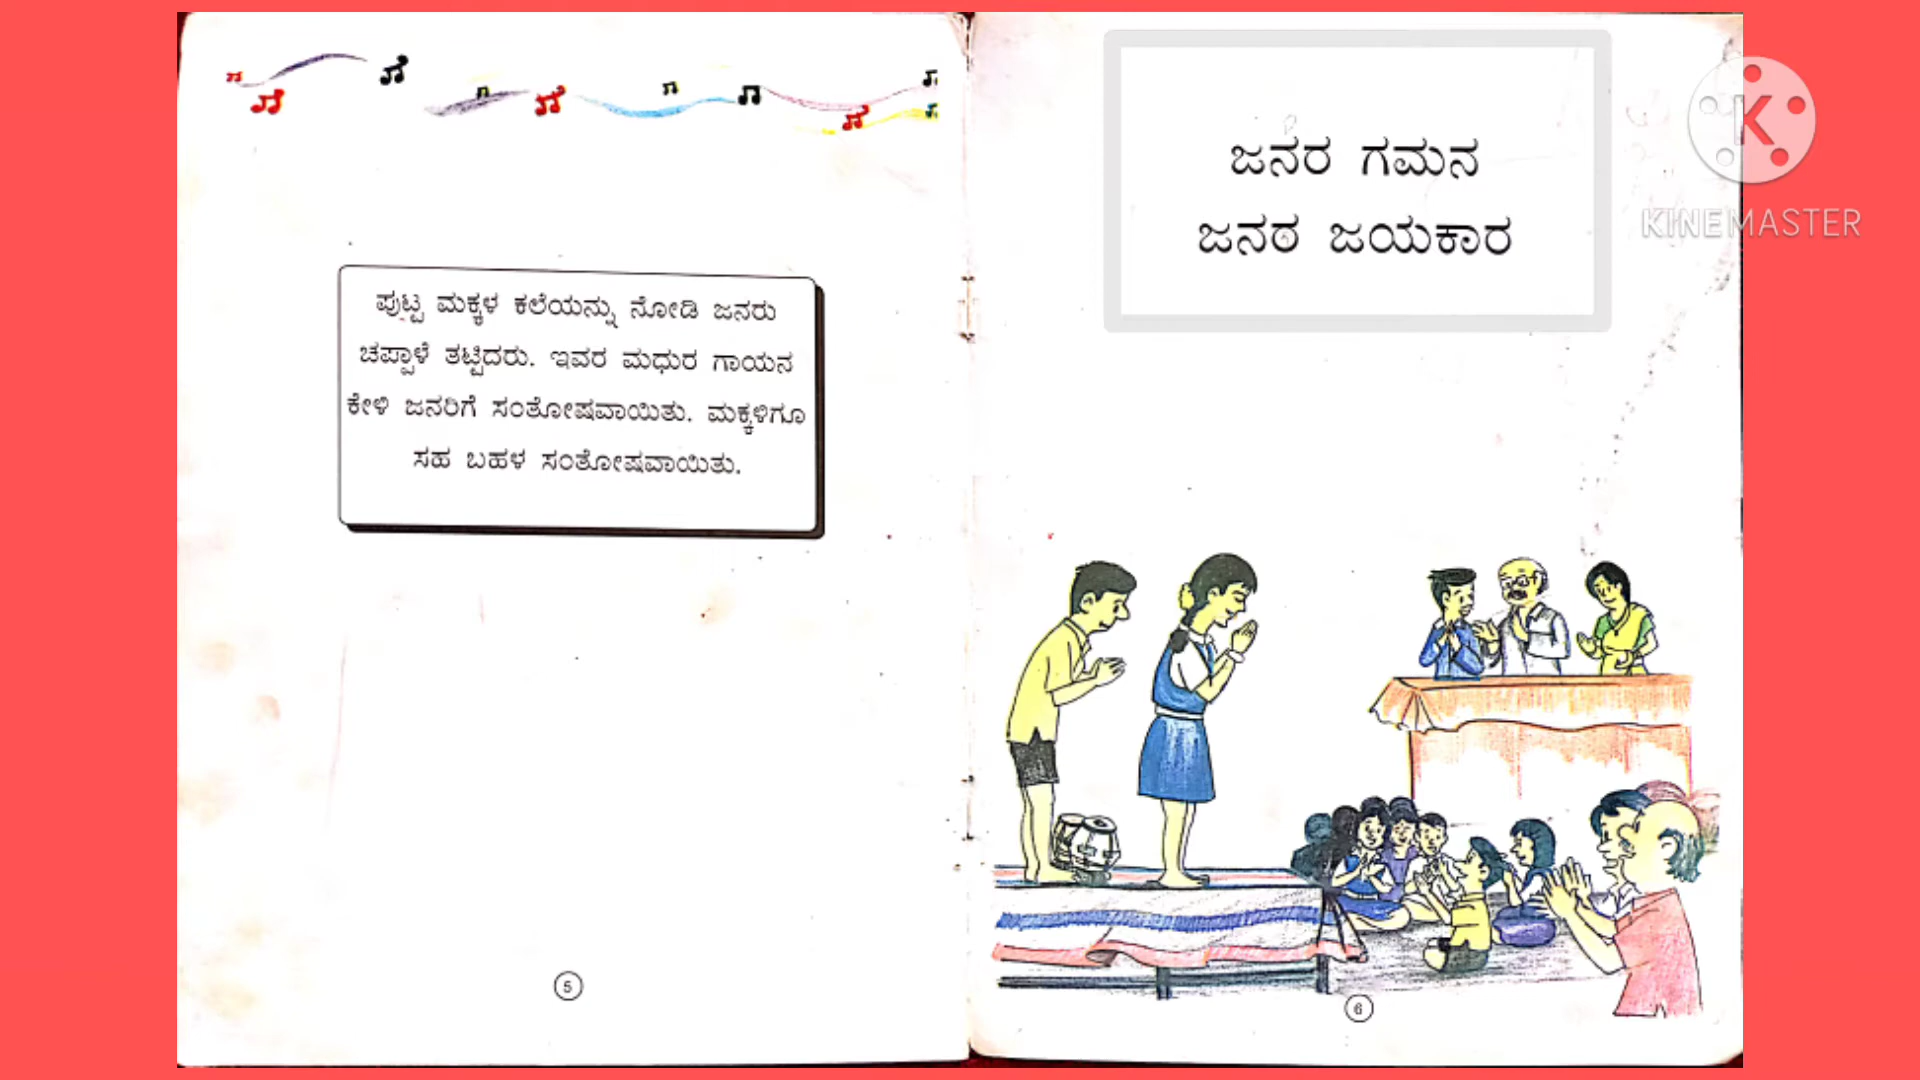 ಪುಟ್ಟ ಮಕ್ಕಳ ಕಲೆಯನ್ನು ನೋಡಿ ಜನರು
ಚಪ್ಪಾಳೆ ತಟ್ಟಿದರು. ಇವರ ಮಧುರ ಗಾಯನ
ಕೇಳಿ ಜನರಿಗೆ ಸಂತೋಷವಾಯಿತು. ಮಕ್ಕಳಿಗೂ
ಸಹ ಬಹಳ ಸಂತೋಷವಾಯಿತು.
5
ಜನರ ಗಮನ
ಜನಠ ಜಯಕಾರ
6
K
KINEMASTER